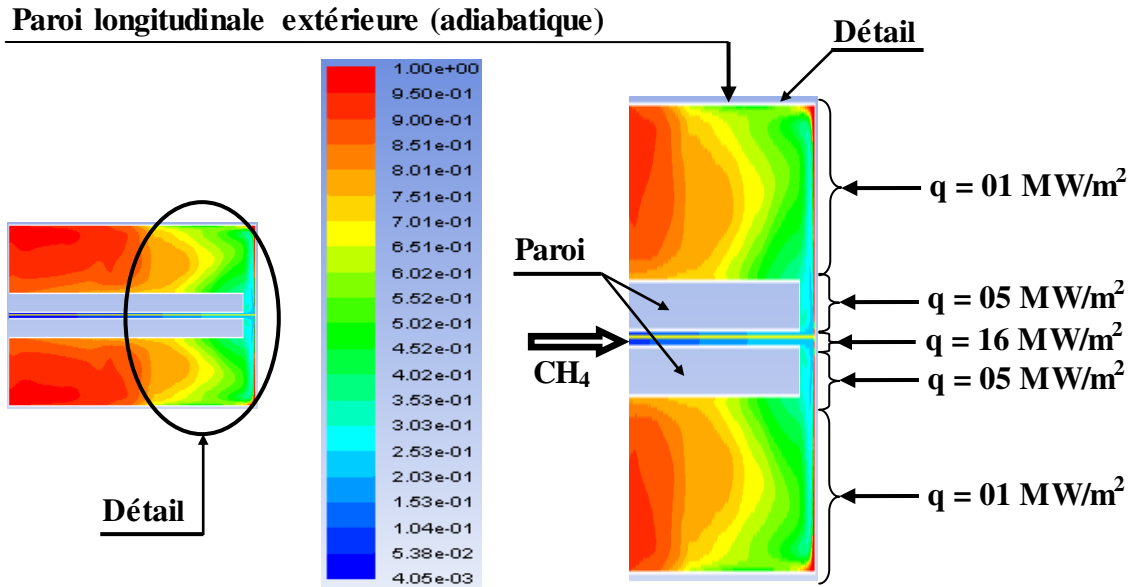 Paroi longitudinale extérieure (adiabatique)
Détail
1.00e+00
9.50e-01
9.00e-01
8.51e-01
8.01e-01
7.51e-01
7.01e-01
6.51e-01
6.02e-01
5.52e-01
5.02e-01
4.52e-01
4.02e-01
3.53e-01
3.03e-01
2.53e-01
2.03e-01
1.53e-01
1.04e-01
5.38e-02
4.05e-03
Détail
Paroi
CH₄
q = 01 MW/m²
q = 05 MW/m²
q = 16 MW/m²
q = 05 MW/m²
q = 01 MW/m²